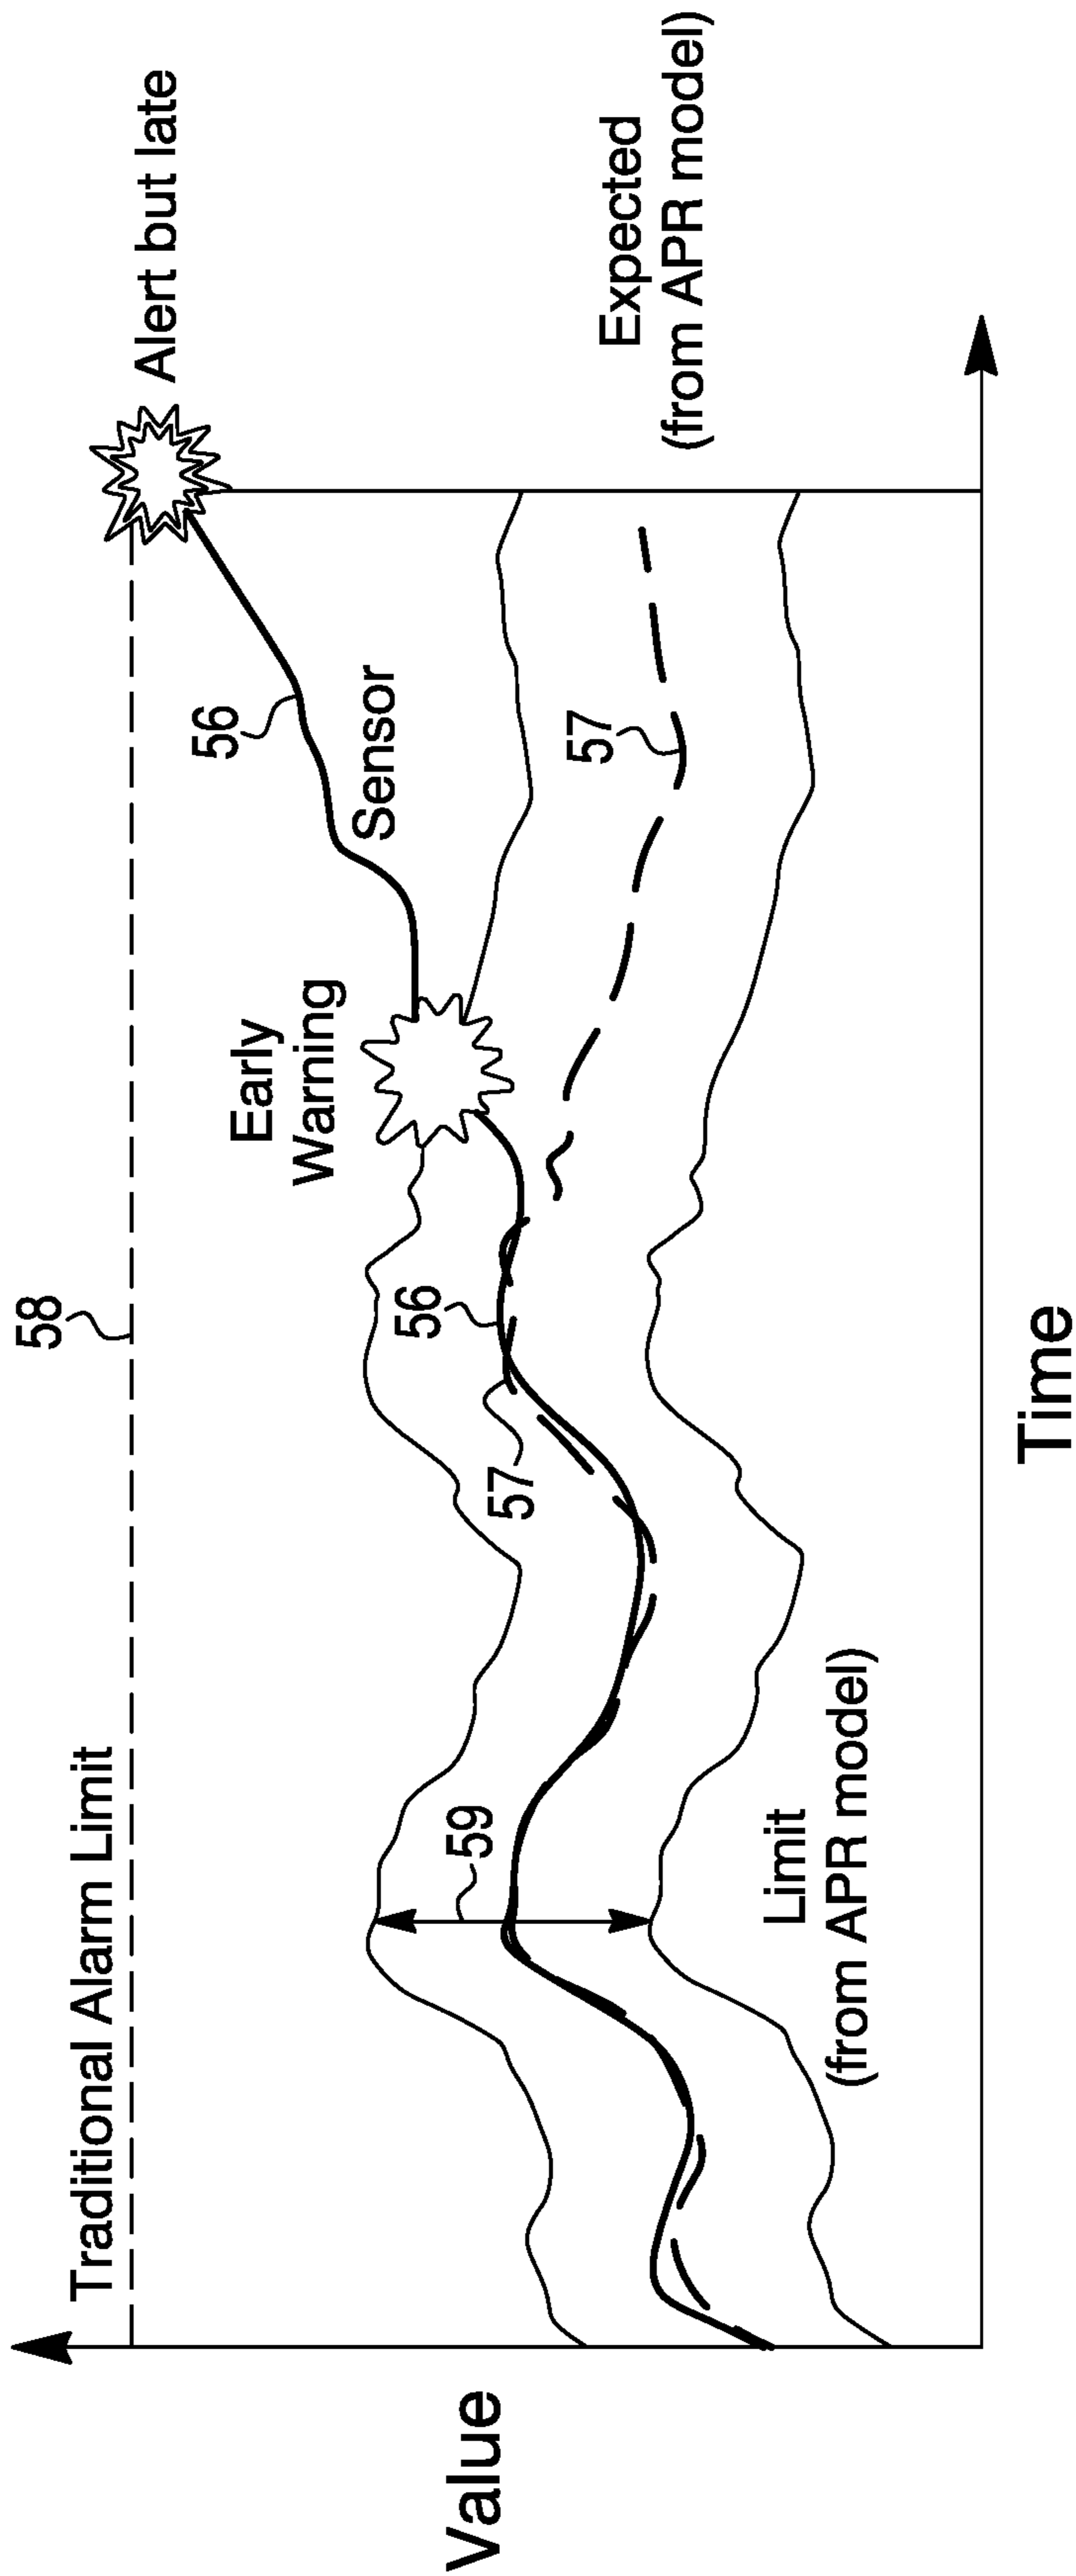 58
Traditional Alarm Limit
Alert but late
56
Early
Warning
Sensor
56
57
57
59
Expected
(from APR model)
Limit
(from APR model)
Value
Time